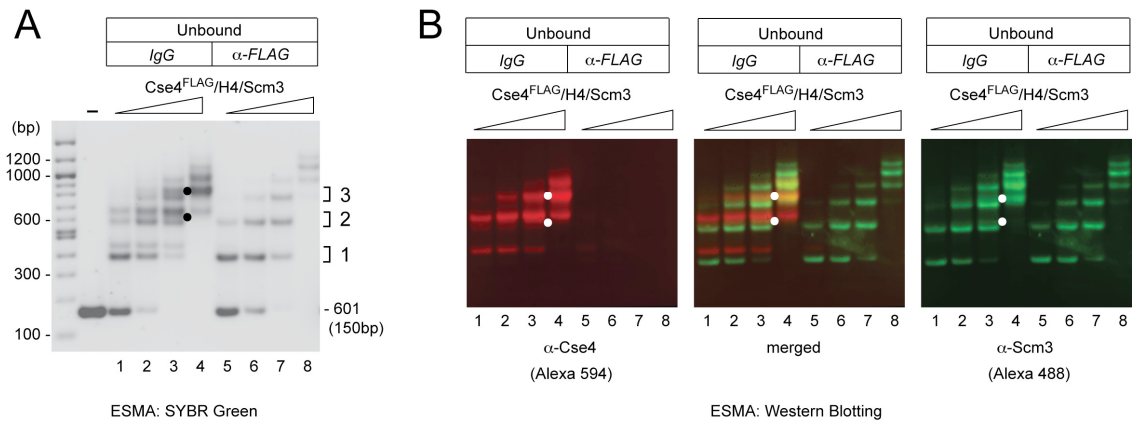 A
Unbound
IgG α-FLAG
Cse4FLAG/H4/Scm3
–
(bp)
1200 -
1000 -
600 -
300 -
100 -
3
2
1
- 601
(150bp)
1 2 3 4 5 6 7 8
ESMA: SYBR Green
B
Unbound Unbound Unbound
IgG α-FLAG IgG α-FLAG IgG α-FLAG
Cse4FLAG/H4/Scm3 Cse4FLAG/H4/Scm3 Cse4FLAG/H4/Scm3
1 2 3 4 5 6 7 8 1 2 3 4 5 6 7 8 1 2 3 4 5 6 7 8
α-Cse4 merged α-Scm3
(Alexa 594) (Alexa 488)
ESMA: Western Blotting